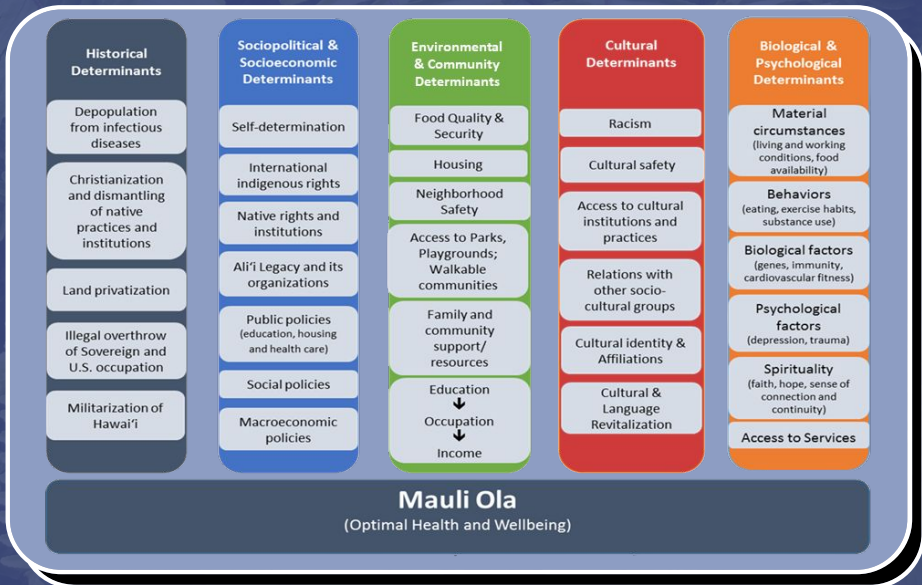 Historical
Determinants
Depopulation
from infectious
diseases
Christianization
and dismantling
of native
practices and
institutions
Land privatization
Illegal overthrow
of Sovereign and
U.S. occupation
Militarization of
Hawai‘i
Sociopolitical &
Socioeconomic
Determinants
Self-determination
International
indigenous rights
Native rights and
institutions
Ali‘i Legacy and its
organizations
Public policies
(education, housing
and health care)
Social policies
Macroeconomic
policies
Environmental
& Community
Determinants
Food Quality &
Security
Housing
Neighborhood
Safety
Access to Parks,
Playgrounds;
Walkable
communities
Family and
community
support/
resources
Education
↓
Occupation
↓
Income
Cultural
Determinants
Racism
Cultural safety
Access to cultural
institutions and
practices
Relations with
other socio-
cultural groups
Cultural identity &
Affiliations
Cultural &
Language
Revitalization
Biological &
Psychological
Determinants
Material
circumstances
(living and working
conditions, food
availability)
Behaviors
(eating, exercise habits,
substance use)
Biological factors
(genes, immunity,
cardiovascular fitness)
Psychological
factors
(depression, trauma)
Spirituality
(faith, hope, sense of
connection and
continuity)
Access to Services
Mauli Ola
(Optimal Health and Wellbeing)